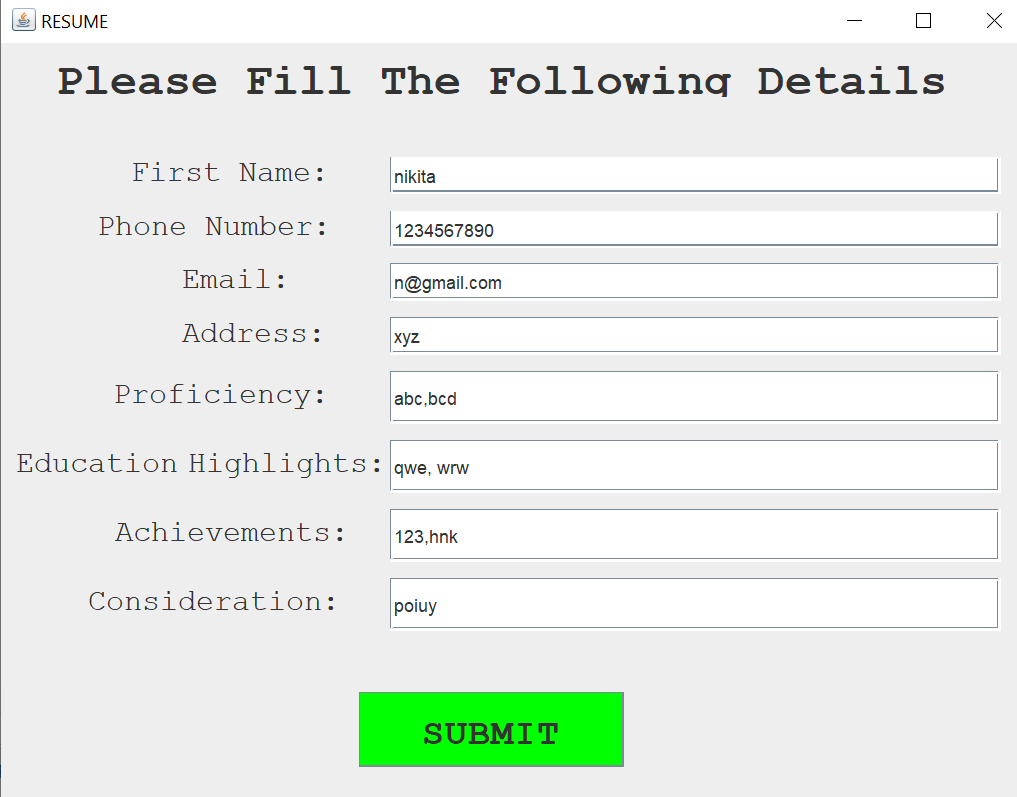 RESUME
Please Fill The Following Details
First Name: nikita
Phone Number: 1234567890
Email: n@gmail.com
Address: xyz
Proficiency: abc,bcd
Education Highlights: qwe, wrw
Achievements: 123,hnk
Consideration: poiuy
SUBMIT